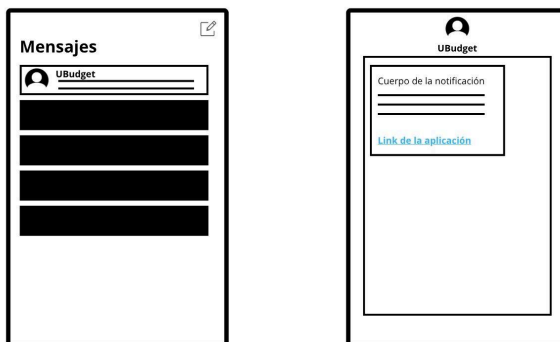 Mensajes
UBudget
UBudget
Cuerpo de la notificación
Link de la aplicación